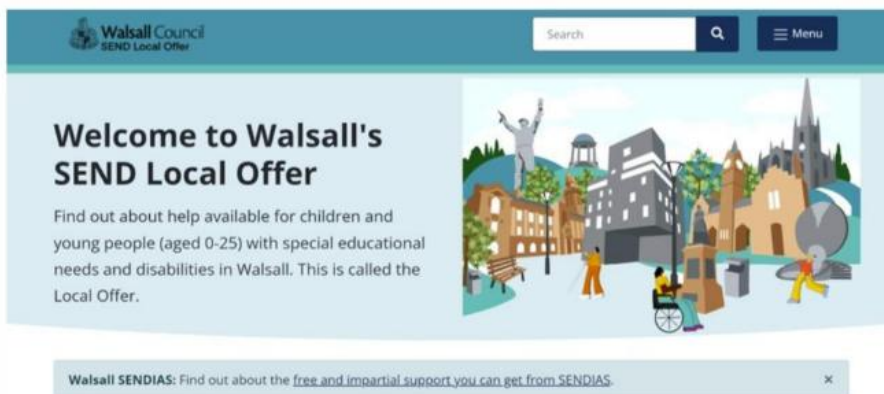 Walsall Council
SEND Local Offer
Search
Menu
Welcome to Walsall's
SEND Local Offer
Find out about help available for children and
young people (aged 0-25) with special educational
needs and disabilities in Walsall. This is called the
Local Offer.
Walsall SENDIAS: Find out about the free and impartial support you can get from SENDIAS.